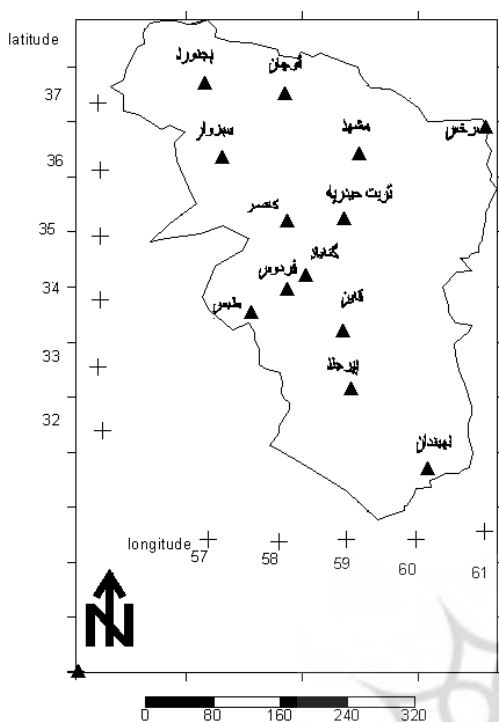 latitude
بجنورد
قوچان
37
سبزوار
مشهد
سرخس
36
کاشمر
تربت حیدریه
35
گناباد
فردوس
34
طبس
قاین
33
بیرجند
32
نهبندان
longitude
57
58
59
60
61
N
0
80
160
240
320